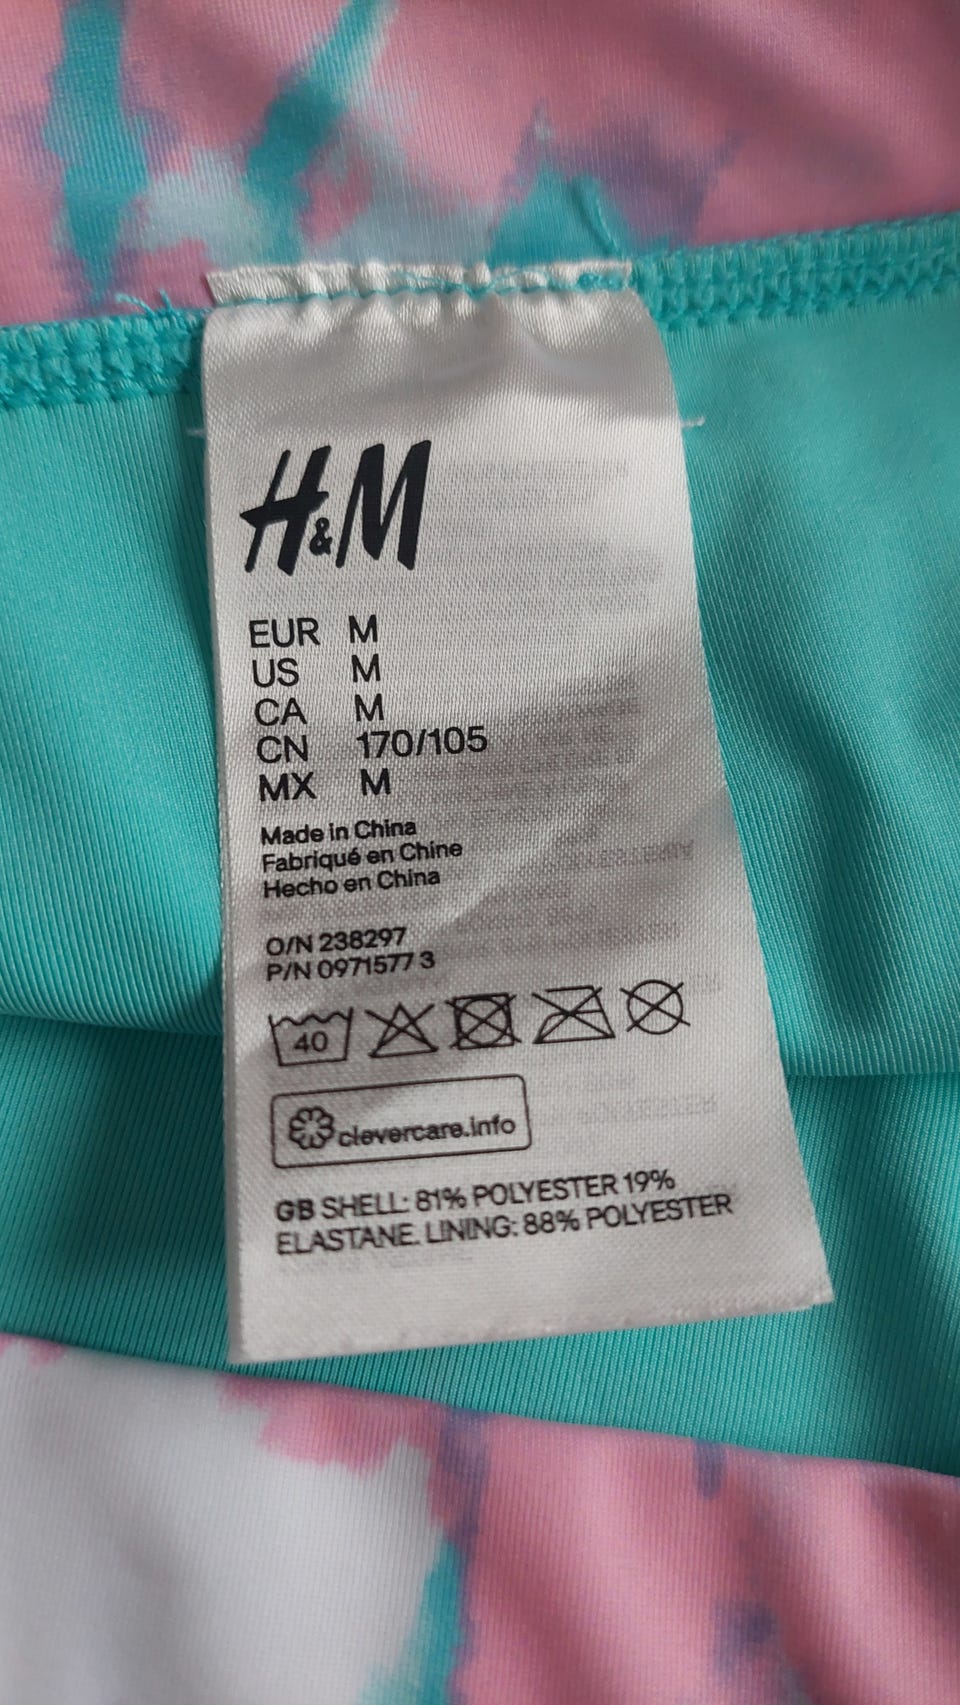 H&M
EUR M
US M
CA M
CN 170/105
MX M
Made in China
Fabriqué en Chine
Hecho en China
O/N 238297
P/N 0971577 3
40
clevercare.info
GB SHELL: 81% POLYESTER 19%
ELASTANE. LINING: 88% POLYESTER